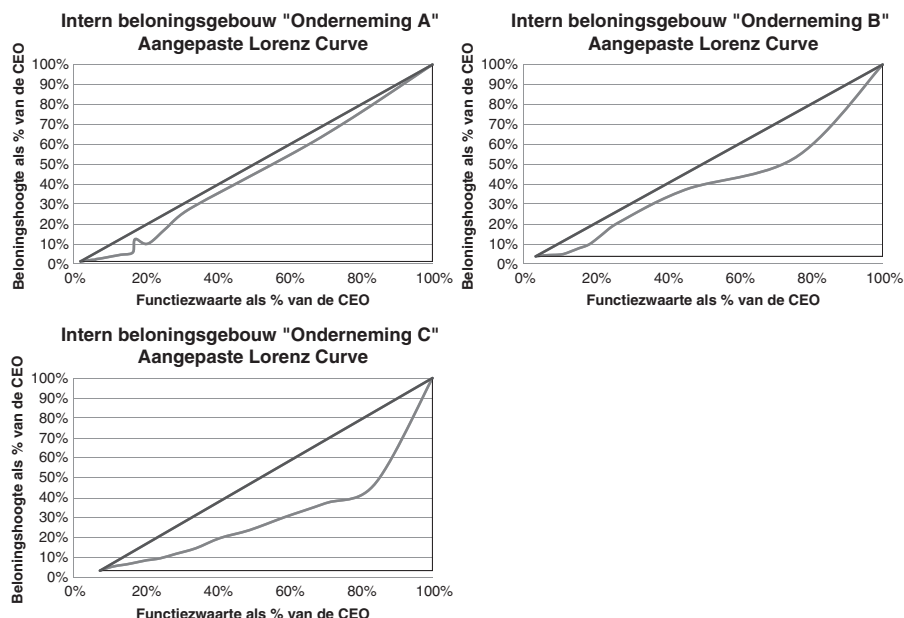 Intern beloningsgebouw "Onderneming A"
Aangepaste Lorenz Curve
Beloningshoogte als % van de CEO
100%
90%
80%
70%
60%
50%
40%
30%
20%
10%
0%
0% 20% 40% 60% 80% 100%
Functiezwaarte als % van de CEO
Intern beloningsgebouw "Onderneming B"
Aangepaste Lorenz Curve
Beloningshoogte als % van de CEO
100%
90%
80%
70%
60%
50%
40%
30%
20%
10%
0%
0% 20% 40% 60% 80% 100%
Functiezwaarte als % van de CEO
Intern beloningsgebouw "Onderneming C"
Aangepaste Lorenz Curve
Beloningshoogte als % van de CEO
100%
90%
80%
70%
60%
50%
40%
30%
20%
10%
0%
0% 20% 40% 60% 80% 100%
Functiezwaarte als % van de CEO